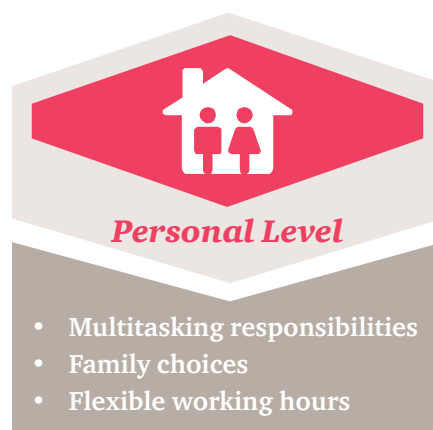 Personal Level
• Multitasking responsibilities
• Family choices
• Flexible working hours